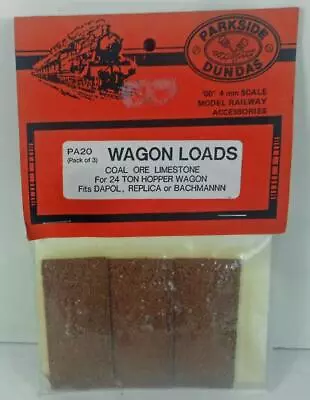 PARKSIDE
DUNDAS
'00' 4 mm SCALE
MODEL RAILWAY
ACCESSORIES
PA20
(Pack of 3)
WAGON LOADS
COAL ORE LIMESTONE
For 24 TON HOPPER WAGON
Fits DAPOL, REPLICA or BACHMANNN